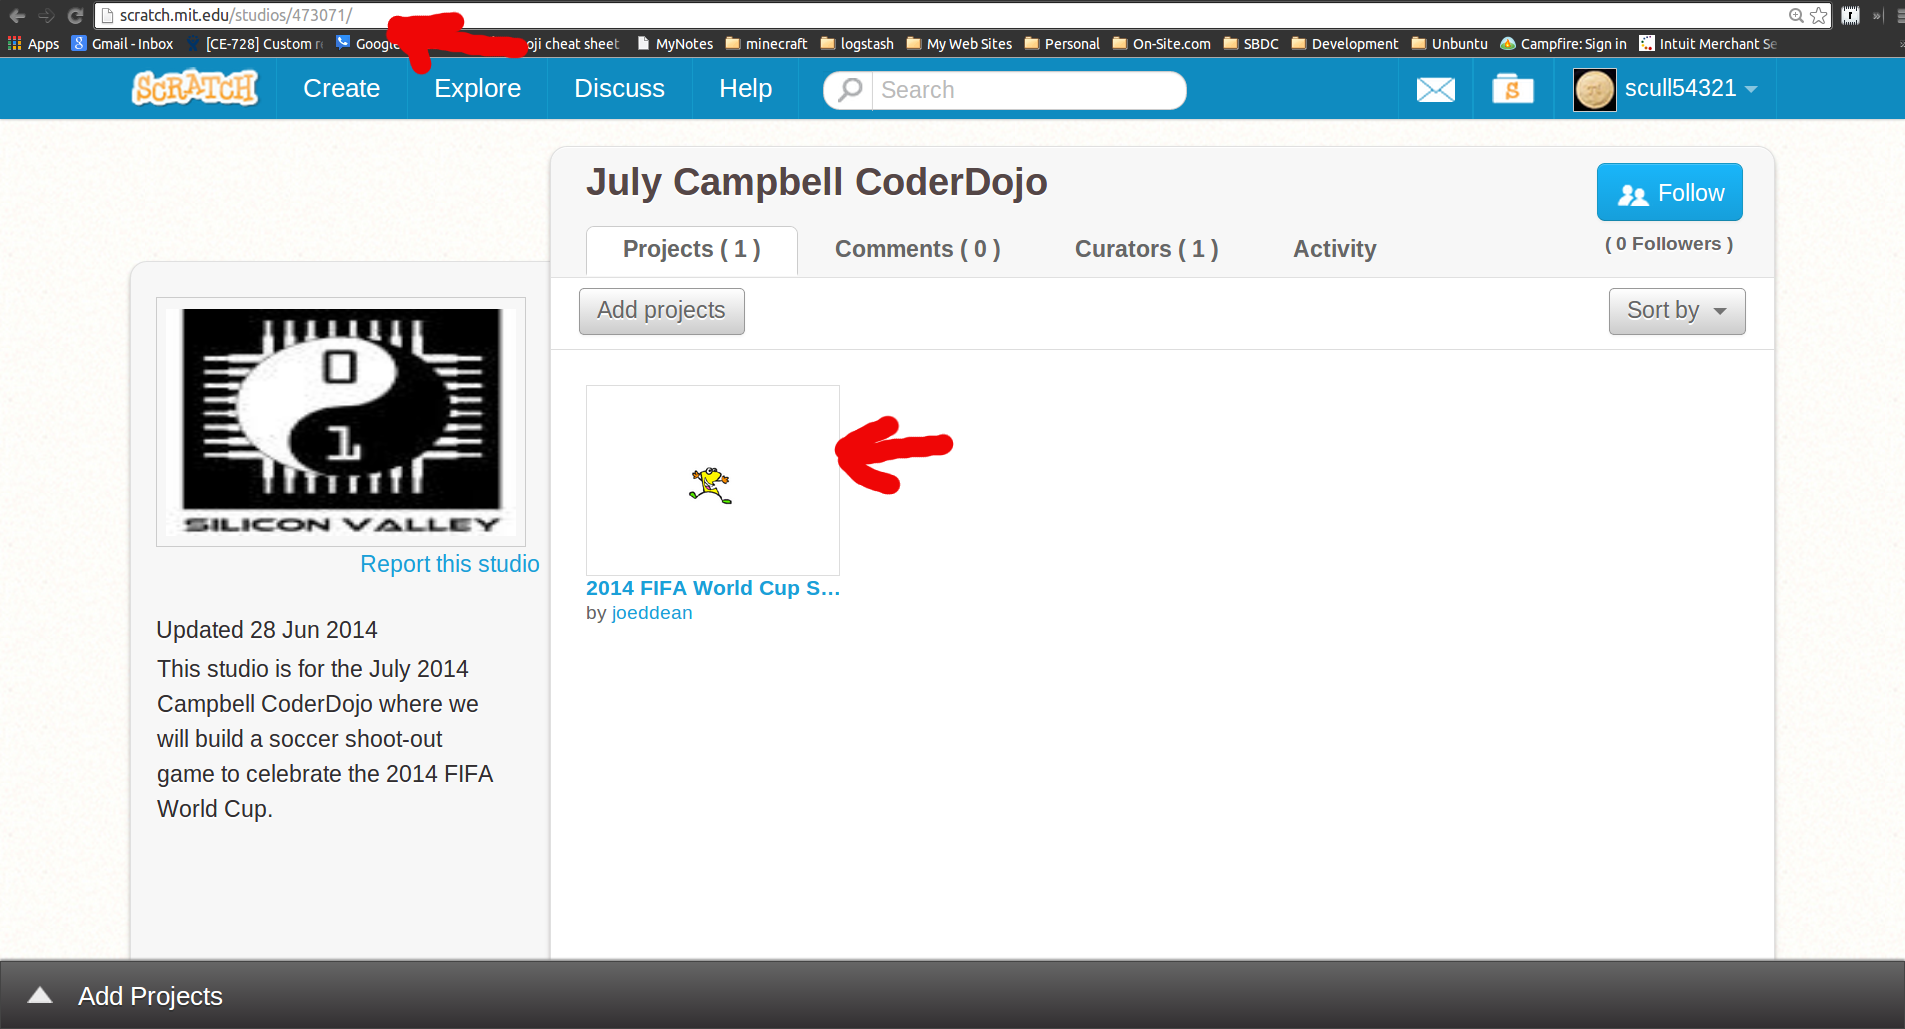 scratch.mit.edu/studios/473071/
Apps Gmail - Inbox [CE-728] Custom Google oji cheat sheet MyNotes minecraft logstash My Web Sites Personal On-Site.com SBDC Development Unbuntu Campfire: Sign in Intuit Merchant Se
SCRATCH Create Explore Discuss Help Search S scull54321
July Campbell CoderDojo
Follow
( 0 Followers )
Projects ( 1 ) Comments ( 0 ) Curators ( 1 ) Activity
Add projects Sort by
0
1
SILICON VALLEY
Report this studio
Updated 28 Jun 2014
This studio is for the July 2014
Campbell CoderDojo where we
will build a soccer shoot-out
game to celebrate the 2014 FIFA
World Cup.
2014 FIFA World Cup S...
by joeddean
Add Projects